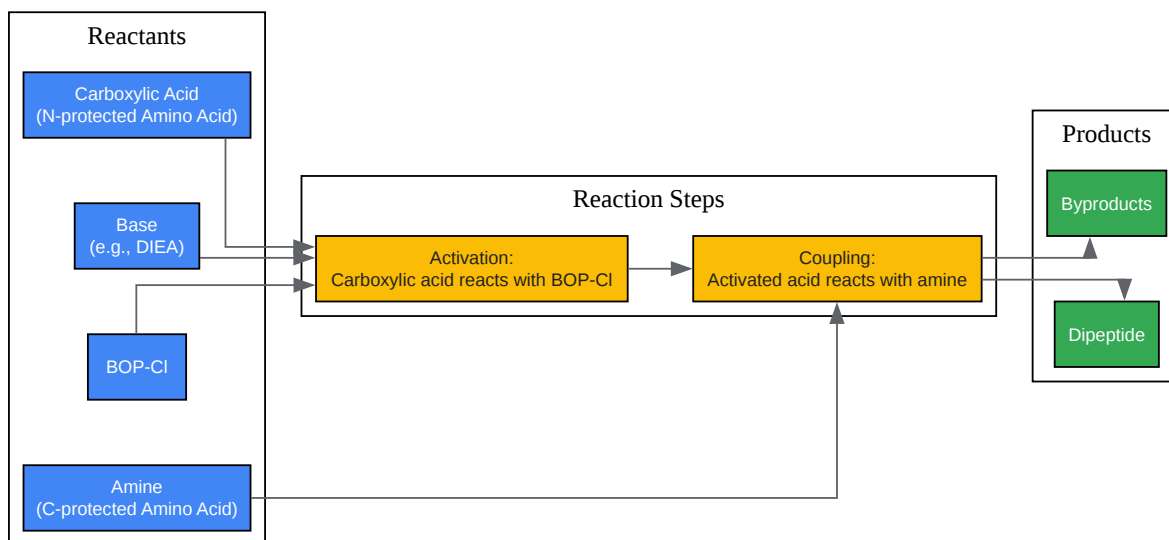 Reactants
Carboxylic Acid
(N-protected Amino Acid)
Base
(e.g., DIEA)
BOP-Cl
Amine
(C-protected Amino Acid)
Reaction Steps
Activation:
Carboxylic acid reacts with BOP-Cl
Coupling:
Activated acid reacts with amine
Products
Byproducts
Dipeptide